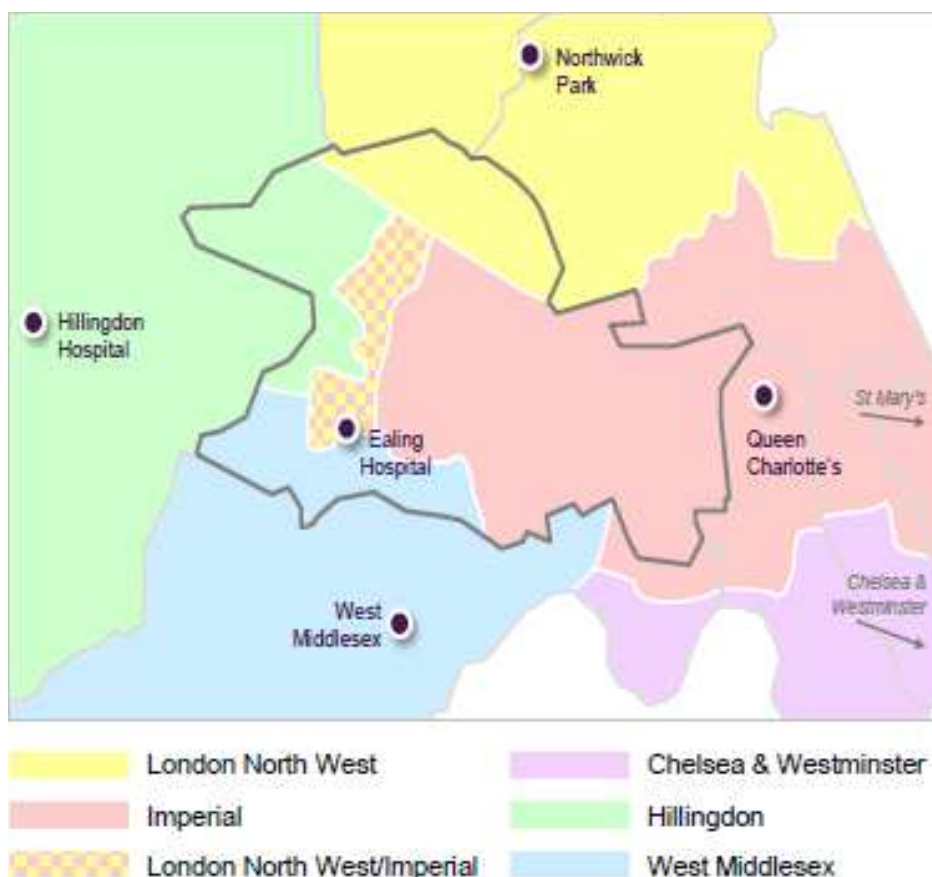 Northwick
Park
Hillingdon
Hospital
St Mary's
Ealing
Hospital
Queen
Charlotte's
Chelsea &
Westminster
West
Middlesex
London North West
Chelsea & Westminster
Imperial
Hillingdon
London North West/Imperial
West Middlesex